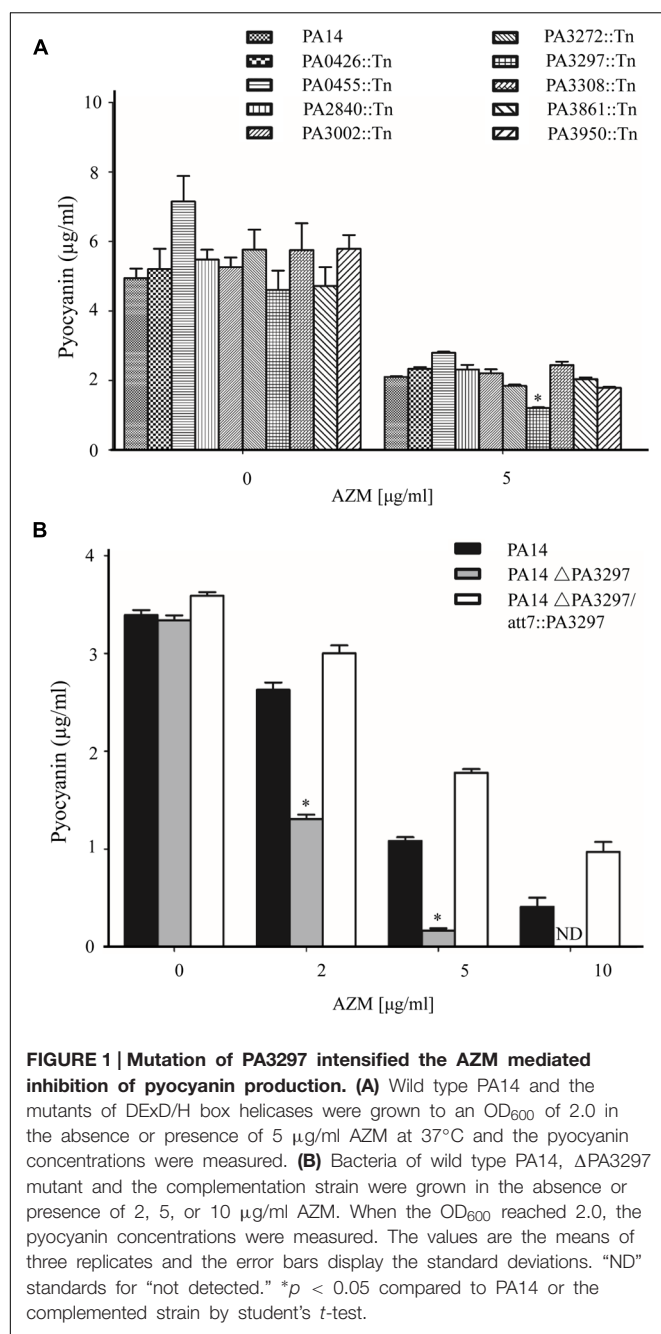 A
PA14
PA0426::Tn
PA0455::Tn
PA2840::Tn
PA3002::Tn
PA3272::Tn
PA3297::Tn
PA3308::Tn
PA3861::Tn
PA3950::Tn
Pyocyanin (µg/ml)
10
8
6
4
2
0
*
0
5
AZM [µg/ml]
B
PA14
PA14 △PA3297
PA14 △PA3297/
att7::PA3297
Pyocyanin (µg/ml)
4
3
2
1
0
*
*
ND
0
2
5
10
AZM [µg/ml]
FIGURE 1 | Mutation of PA3297 intensified the AZM mediated
inhibition of pyocyanin production. (A) Wild type PA14 and the
mutants of DExD/H box helicases were grown to an OD600 of 2.0 in
the absence or presence of 5 µg/ml AZM at 37°C and the pyocyanin
concentrations were measured. (B) Bacteria of wild type PA14, ΔPA3297
mutant and the complementation strain were grown in the absence or
presence of 2, 5, or 10 µg/ml AZM. When the OD600 reached 2.0, the
pyocyanin concentrations were measured. The values are the means of
three replicates and the error bars display the standard deviations. “ND”
standards for “not detected.” *p < 0.05 compared to PA14 or the
complemented strain by student’s t-test.